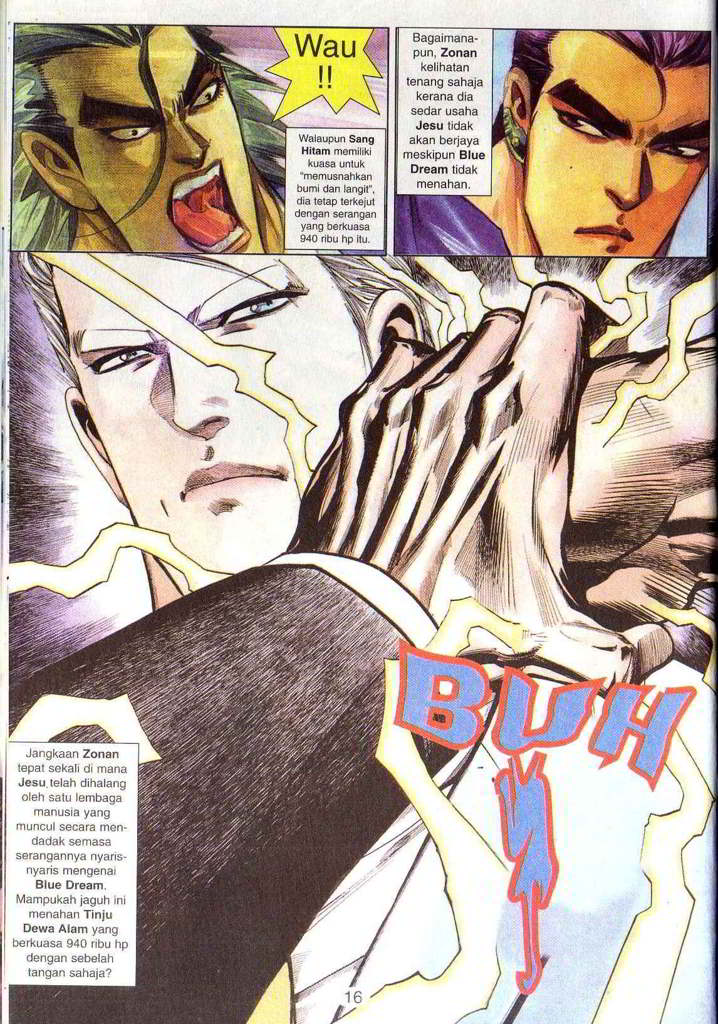 Wau
!!
Walaupun Sang
Hitam memiliki
kuasa untuk
"memusnahkan
bumi dan langit",
dia tetap terkejut
dengan serangan
yang berkuasa
940 ribu hp itu.
Bagaimana-
pun, Zonan
kelihatan
tenang sahaja
kerana dia
sedar usaha
Jesu tidak
akan berjaya
meskipun Blue
Dream tidak
menahan.
BUH
Jangkaan Zonan
tepat sekali di mana
Jesu telah dihalang
oleh satu lembaga
manusia yang
muncul secara men-
dadak semasa
serangannya nyaris-
nyaris mengenai
Blue Dream.
Mampukah jaguh ini
menahan Tinju
Dewa Alam yang
berkuasa 940 ribu hp
dengan sebelah
tangan sahaja?
16